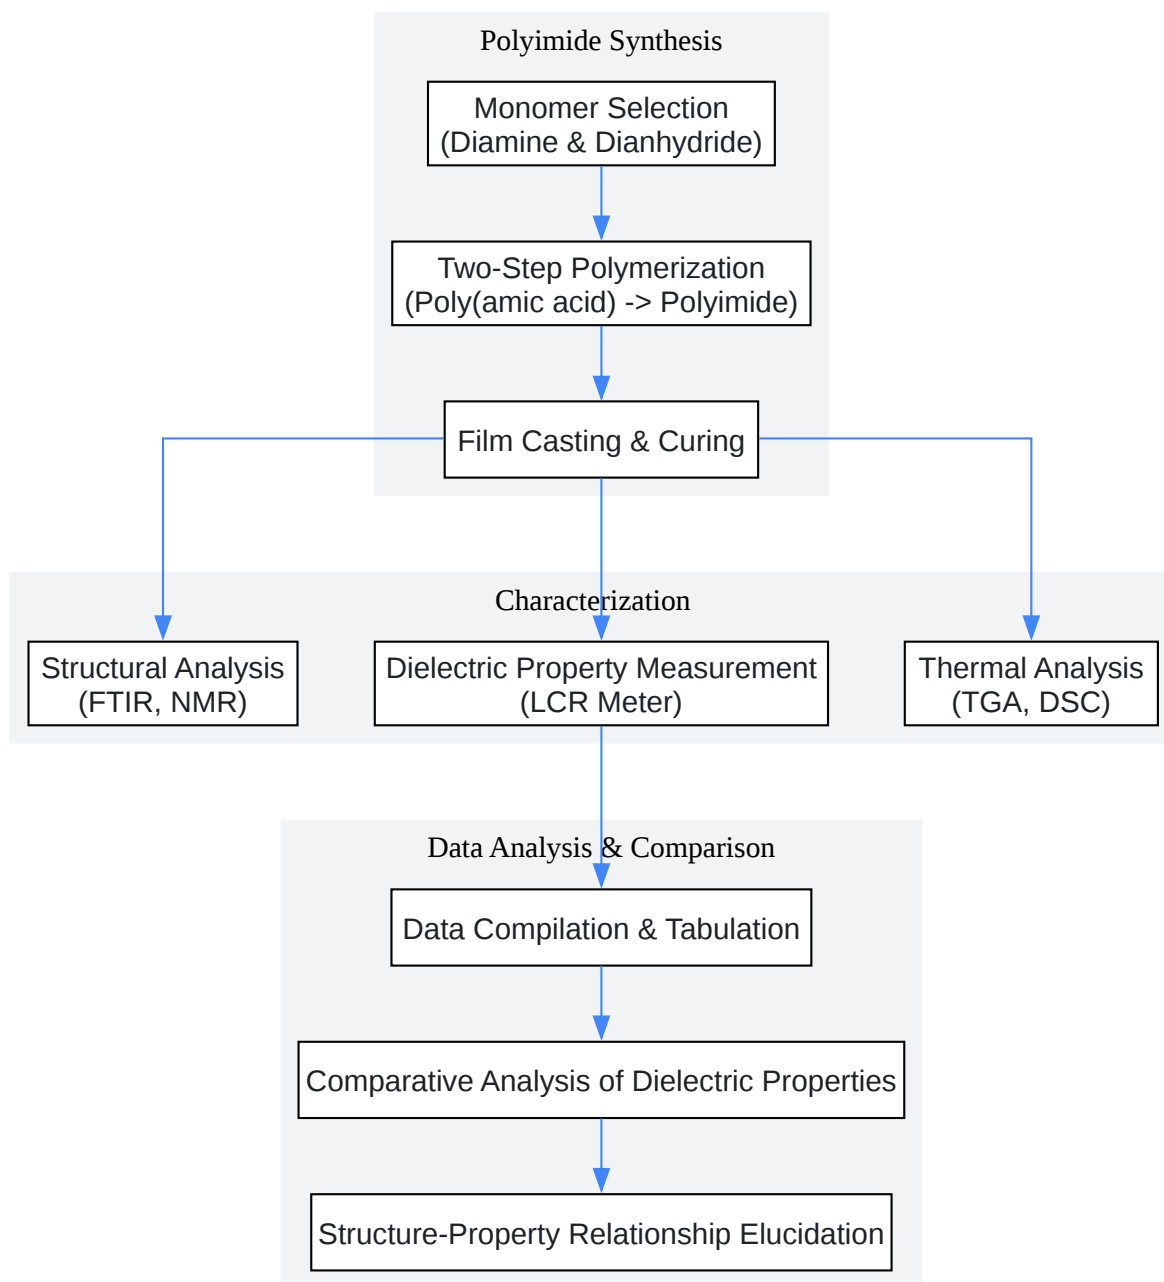 Polyimide Synthesis
Monomer Selection
(Diamine & Dianhydride)
Two-Step Polymerization
(Poly(amic acid) -> Polyimide)
Film Casting & Curing
Characterization
Structural Analysis
(FTIR, NMR)
Dielectric Property Measurement
(LCR Meter)
Thermal Analysis
(TGA, DSC)
Data Analysis & Comparison
Data Compilation & Tabulation
Comparative Analysis of Dielectric Properties
Structure-Property Relationship Elucidation